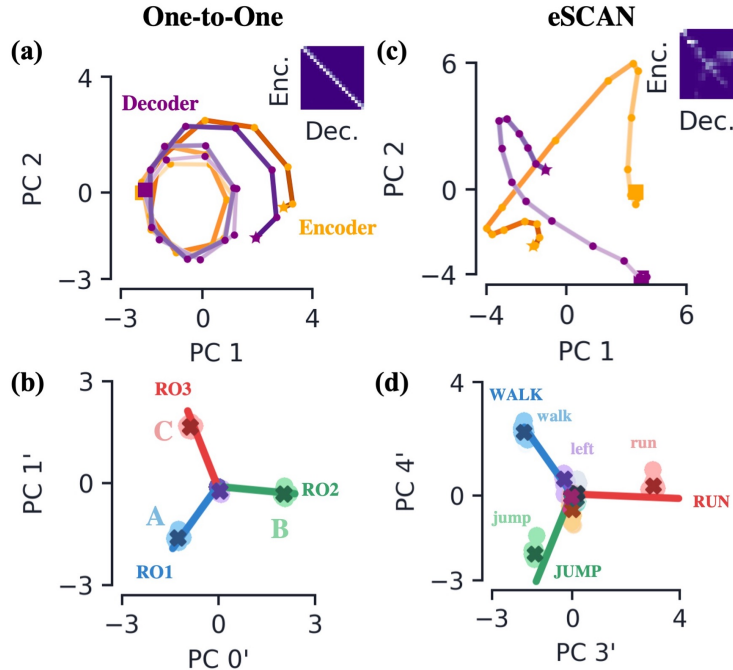 One-to-One
eSCAN
(a)
Enc.
Dec.
Decoder
Encoder
4
0
−3
PC 2
−3
0
4
PC 1
(c)
Enc.
Dec.
6
0
−4
PC 2
−4
0
6
PC 1
(b)
RO3
C
RO2
B
A
RO1
3
0
−3
PC 1'
−3
0
3
PC 0'
(d)
WALK
walk
left
run
RUN
jump
JUMP
4
0
−3
PC 4'
−3
0
4
PC 3'